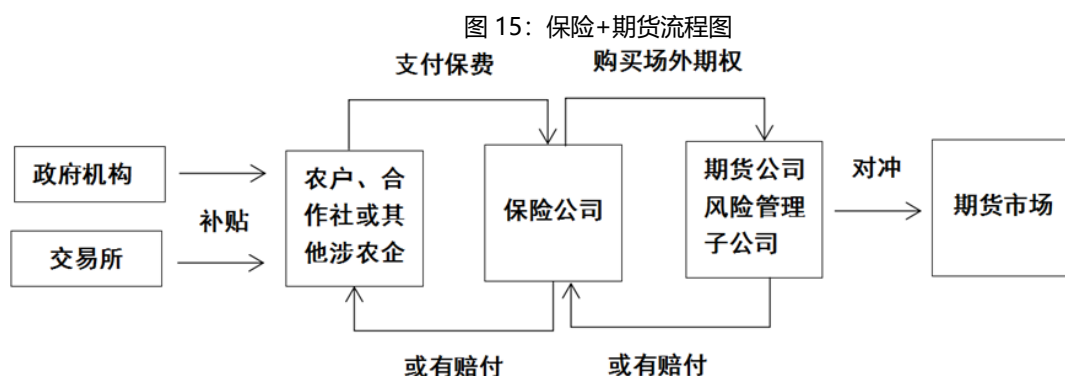 图 15：保险+期货流程图
支付保费
购买场外期权
政府机构
补贴
交易所
农户、合
作社或其
他涉农企
保险公司
期货公司
风险管理
子公司
对冲
期货市场
或有赔付
或有赔付